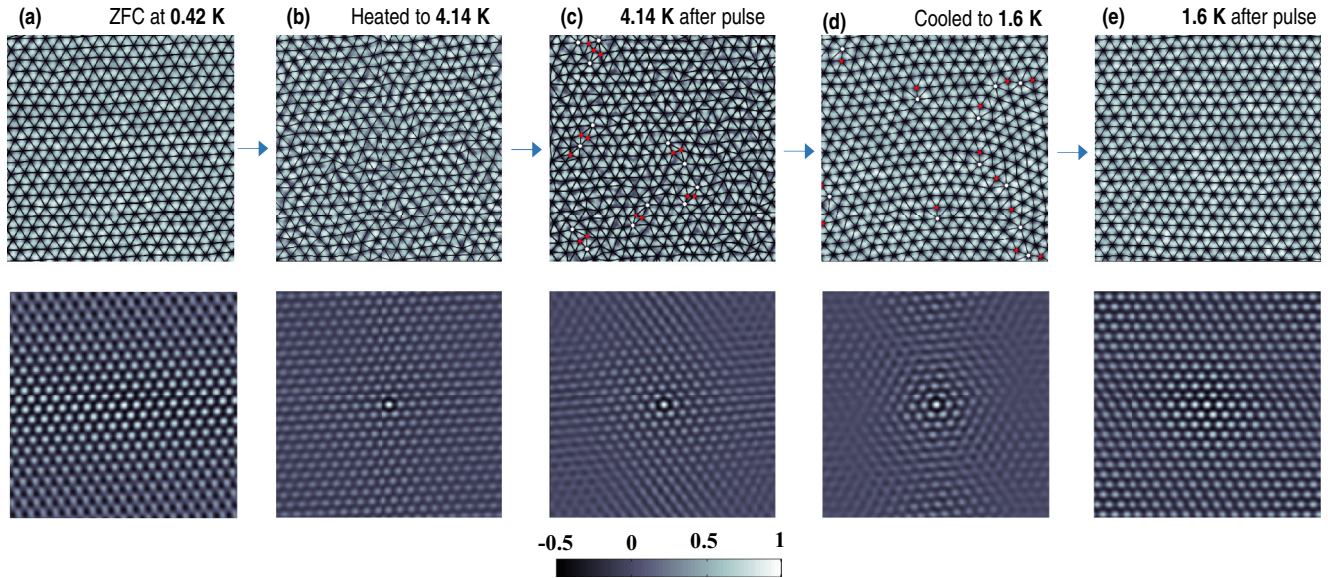 (a) ZFC at 0.42 K
(b) Heated to 4.14 K
(c) 4.14 K after pulse
(d) Cooled to 1.6 K
(e) 1.6 K after pulse
-0.5 0 0.5 1